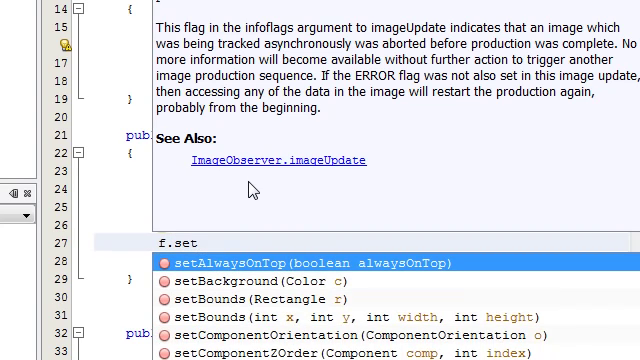 14
15
16
17
18
19
20
21 publ
22
23
24
25
26
27 f.set
28
29
30
31 publ
32
33
This flag in the infoflags argument to imageUpdate indicates that an image which
was being tracked asynchronously was aborted before production was complete. No
more information will become available without further action to trigger another
image production sequence. If the ERROR flag was not also set in this image update,
then accessing any of the data in the image will restart the production again,
probably from the beginning.
See Also:
ImageObserver.imageUpdate
setAlwaysOnTop(boolean alwaysOnTop)
setBackground(Color c)
setBounds(Rectangle r)
setBounds(int x, int y, int width, int height)
setComponentOrientation(ComponentOrientation o)
setComponentZOrder(Component comp, int index)